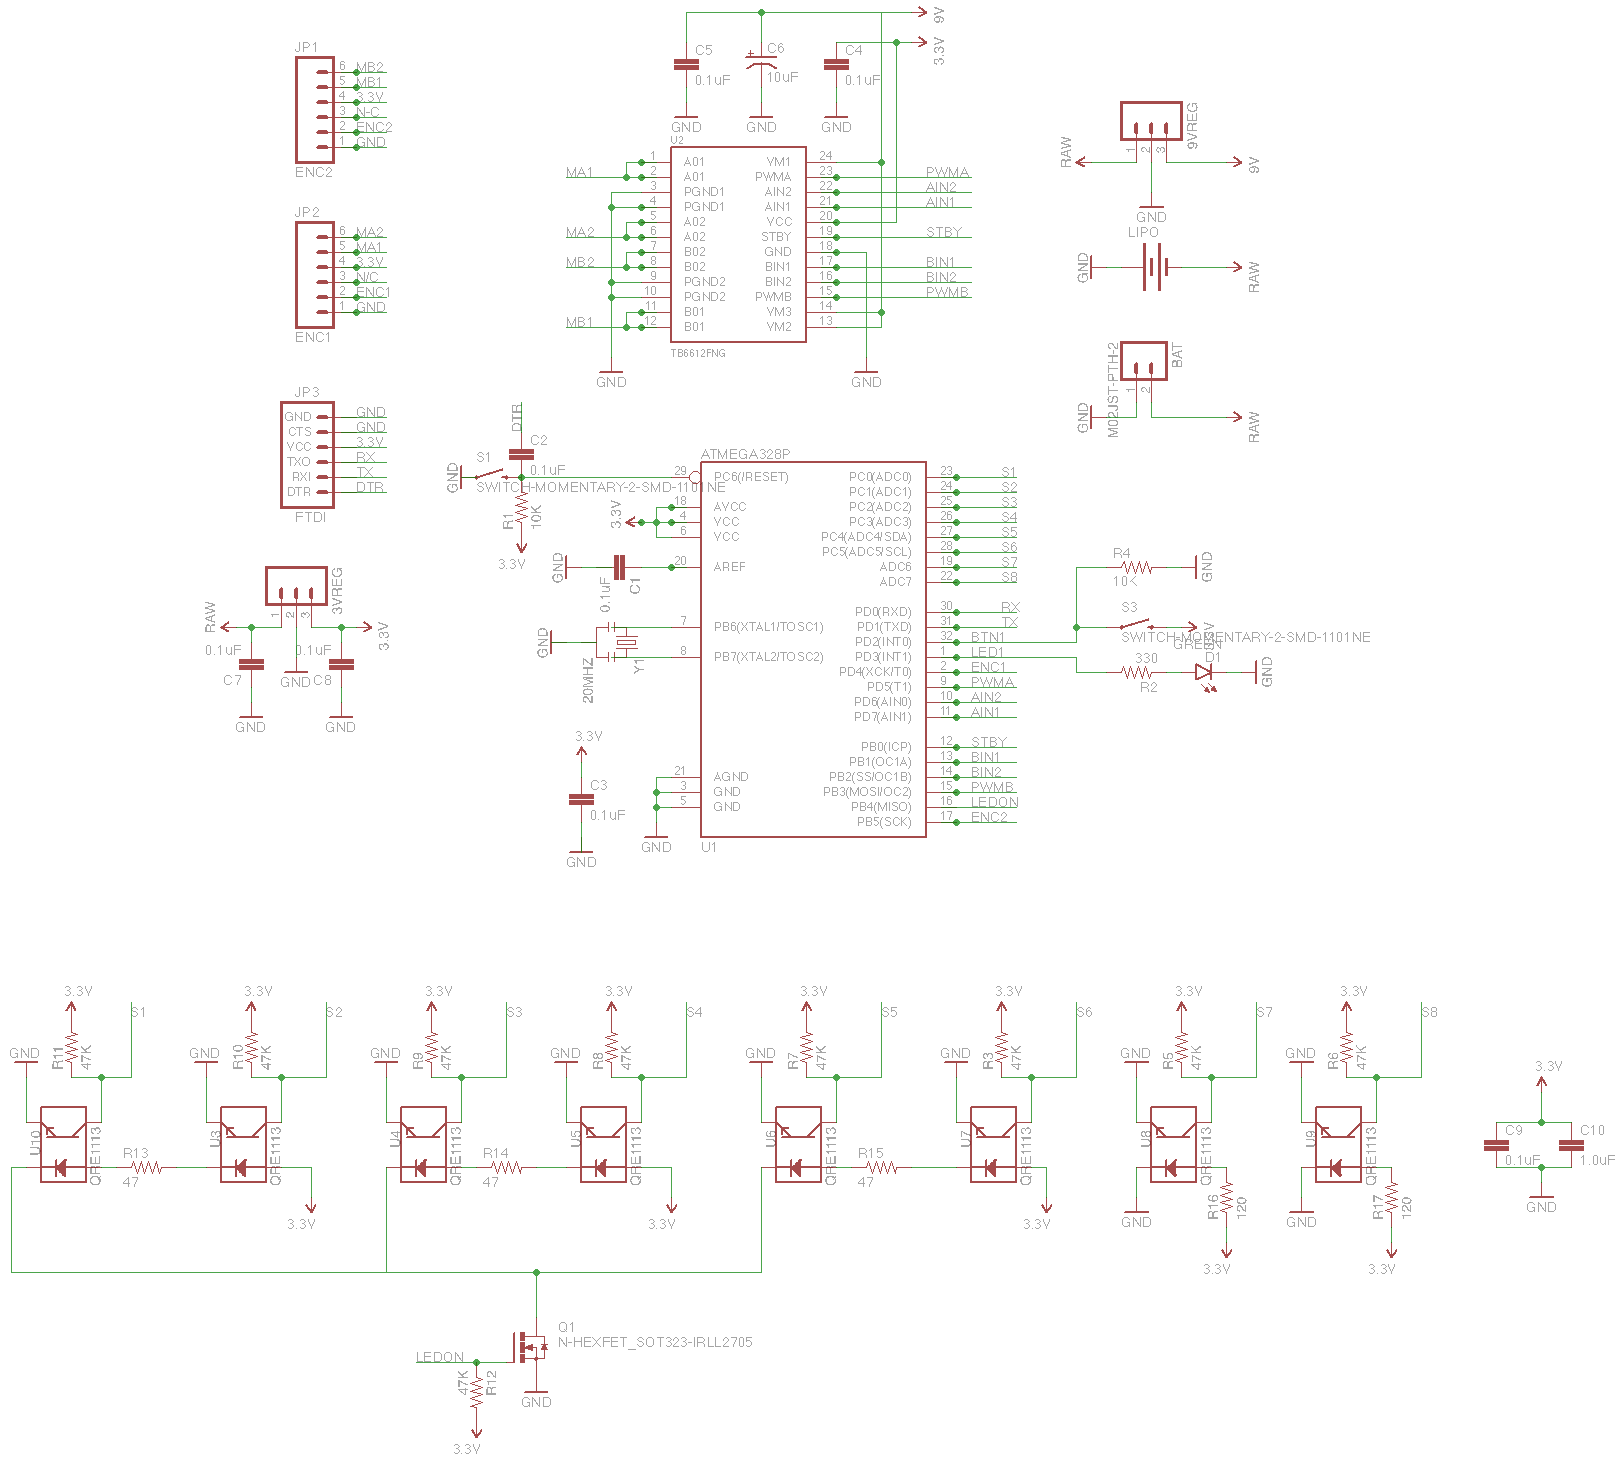 JP1
6 MB2
5 MB1
4 3.3V
3 N-C
2 ENC2
1 GND
ENC2
JP2
6 MA2
5 MA1
4 3.3V
3 N/C
2 ENC1
1 GND
ENC1
JP3
GND GND
CTS GND
VCC 3.3V
TXO RX
RXI TX
DTR DTR
FTDI
3VREG
1 2 3
RAW
3.3V
0.1uF
C7
GND
GND
0.1uF
C8
GND
9V
3.3V
C5
0.1uF
GND
C6
+
10uF
GND
C4
0.1uF
GND
U2
1 A01 VM1 24
MA1 2 A01 PWMA 23 PWMA
3 PGND1 AIN2 22 AIN2
4 PGND1 AIN1 21 AIN1
5 A02 VCC 20
MA2 6 A02 STBY 19 STBY
7 B02 GND 18
MB2 8 B02 BIN1 17 BIN1
9 PGND2 BIN2 16 BIN2
10 PGND2 PWMB 15 PWMB
11 B01 VM3 14
MB1 12 B01 VM2 13
TB6612FNG
GND
GND
9VREG
1 2 3
RAW
9V
GND
LIPO
GND
RAW
BAT
M02JST-PTH-2
1 2
GND
RAW
DTR
C2
0.1uF
S1
GND
SWITCH-MOMENTARY-2-SMD-1101NE
R1
10K
3.3V
ATMEGA328P
29 PC6(/RESET) PC0(ADC0) 23 S1
PC1(ADC1) 24 S2
18 AVCC PC2(ADC2) 25 S3
3.3V 4 VCC PC3(ADC3) 26 S4
6 VCC PC4(ADC4/SDA) 27 S5
PC5(ADC5/SCL) 28 S6
20 AREF ADC6 19 S7
ADC7 22 S8
GND
0.1uF
C1
PD0(RXD) 30 RX
7 PB6(XTAL1/TOSC1) PD1(TXD) 31 TX
PD2(INT0) 32 BTN1
8 PB7(XTAL2/TOSC2) PD3(INT1) 1 LED1
PD4(XCK/T0) 2 ENC1
PD5(T1) 9 PWMA
PD6(AIN0) 10 AIN2
PD7(AIN1) 11 AIN1
GND
20MHZ
Y1
PB0(ICP) 12 STBY
PB1(OC1A) 13 BIN1
21 AGND PB2(SS/OC1B) 14 BIN2
3 GND PB3(MOSI/OC2) 15 PWMB
5 GND PB4(MISO) 16 LEDON
PB5(SCK) 17 ENC2
GND
U1
3.3V
C3
0.1uF
GND
R4
10K
GND
S3
SWITCH-MOMENTARY-2-SMD-1101NE
3.3V
GREEN
330
R2
D1
GND
3.3V S1
GND R11 47K
U10 QRE1113
R13
47
3.3V S2
GND R10 47K
U3 QRE1113
3.3V
3.3V S3
GND R9 47K
U4 QRE1113
R14
47
3.3V S4
GND R8 47K
U5 QRE1113
3.3V
3.3V S5
GND R7 47K
U6 QRE1113
R15
47
3.3V S6
GND R3 47K
U7 QRE1113
3.3V
3.3V S7
GND R5 47K
U8 QRE1113
GND
R16 120
3.3V
3.3V S8
GND R6 47K
U9 QRE1113
GND
R17 120
3.3V
3.3V
C9
0.1uF
C10
1.0uF
GND
Q1
N-HEXFET_SOT323-IRLL2705
LEDON
47K
R12
GND
3.3V